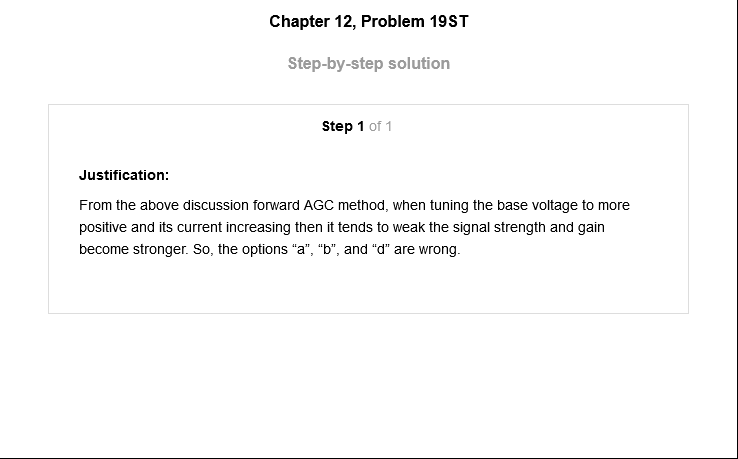 Chapter 12, Problem 19ST
Step-by-step solution
Step 1 of 1
Justification:
From the above discussion forward AGC method, when tuning the base voltage to more
positive and its current increasing then it tends to weak the signal strength and gain
become stronger. So, the options “a”, “b”, and “d” are wrong.